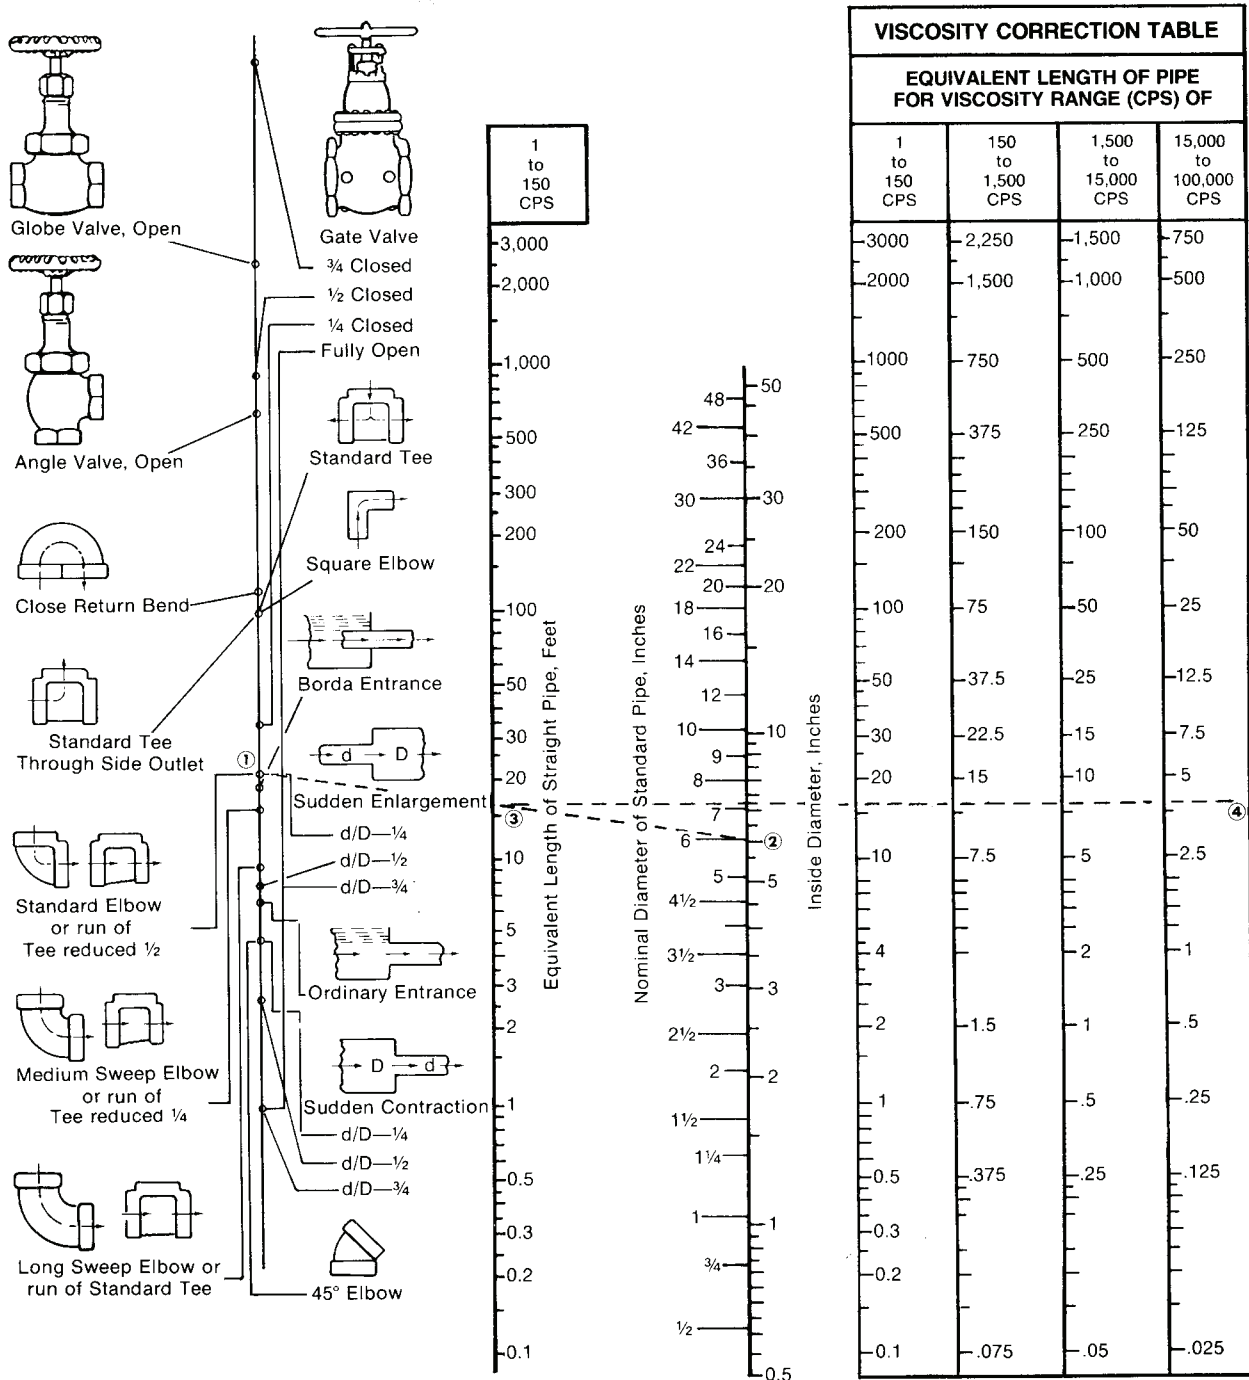 Globe Valve, Open
Angle Valve, Open
Close Return Bend
Standard Tee
Through Side Outlet
①
Standard Elbow
or run of
Tee reduced ½
Medium Sweep Elbow
or run of
Tee reduced ¼
Long Sweep Elbow or
run of Standard Tee
Gate Valve
¾ Closed
½ Closed
¼ Closed
Fully Open
Standard Tee
Square Elbow
Borda Entrance
d D
Sudden Enlargement
d/D—¼
d/D—½
d/D—¾
Ordinary Entrance
D d
Sudden Contraction
d/D—¼
d/D—½
d/D—¾
45° Elbow
1
to
150
CPS
3,000
2,000
1,000
500
300
200
100
50
30
20
③
10
5
3
2
1
0.5
0.3
0.2
0.1
Equivalent Length of Straight Pipe, Feet
Nominal Diameter of Standard Pipe, Inches
48
42
36
30
24
22
20
18
16
14
12
10
9
8
7
6
5
4½
3½
3
2½
2
1½
1¼
1
¾
½
50
30
20
10
②
5
3
2
1
0.5
Inside Diameter, Inches
VISCOSITY CORRECTION TABLE
EQUIVALENT LENGTH OF PIPE
FOR VISCOSITY RANGE (CPS) OF
1
to
150
CPS
150
to
1,500
CPS
1,500
to
15,000
CPS
15,000
to
100,000
CPS
3000 2,250 1,500 750
2000 1,500 1,000 500
1000 750 500 250
500 375 250 125
200 150 100 50
100 75 50 25
50 37.5 25 12.5
30 22.5 15 7.5
20 15 10 5
④
10 7.5 5 2.5
4 2 1
2 1.5 1 .5
1 .75 .5 .25
0.5 .375 .25 .125
0.3
0.2
0.1 .075 .05 .025